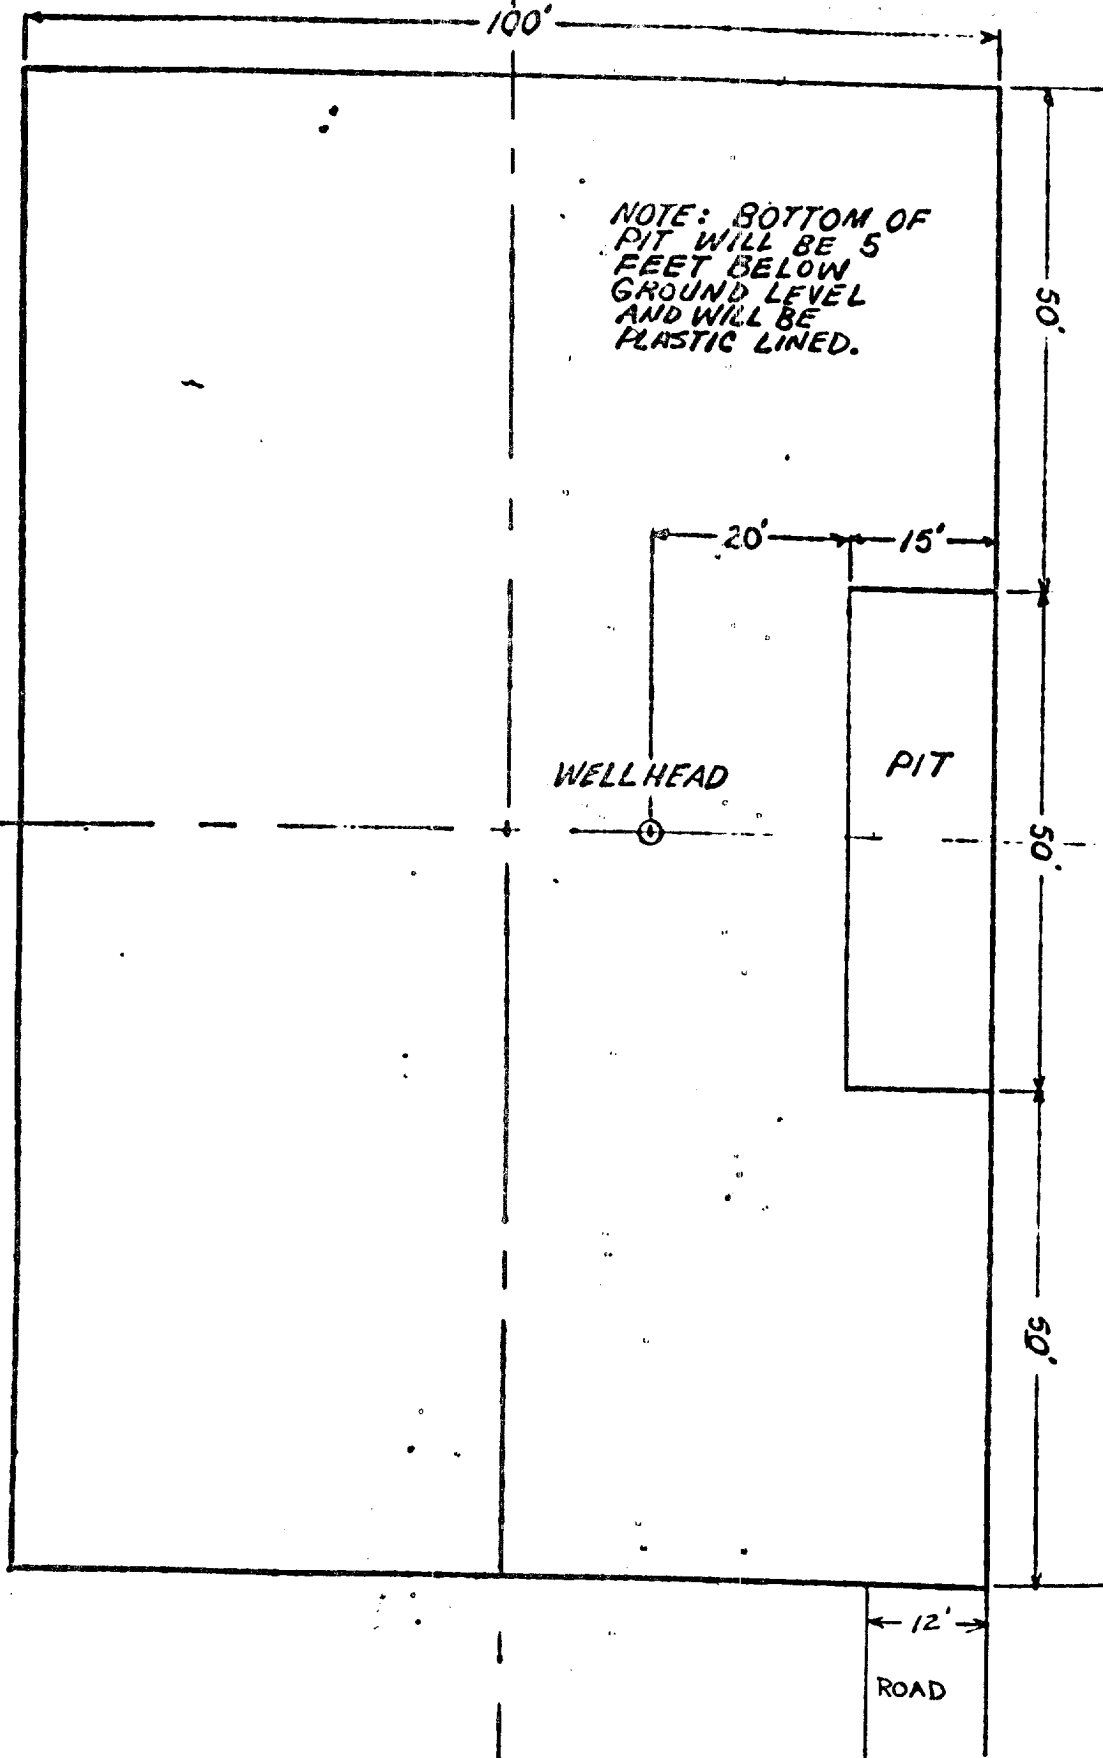 100'
NOTE: BOTTOM OF
PIT WILL BE 5
FEET BELOW
GROUND LEVEL
AND WILL BE
PLASTIC LINED.
50'
20'
15'
WELLHEAD
PIT
50'
50'
12'
ROAD